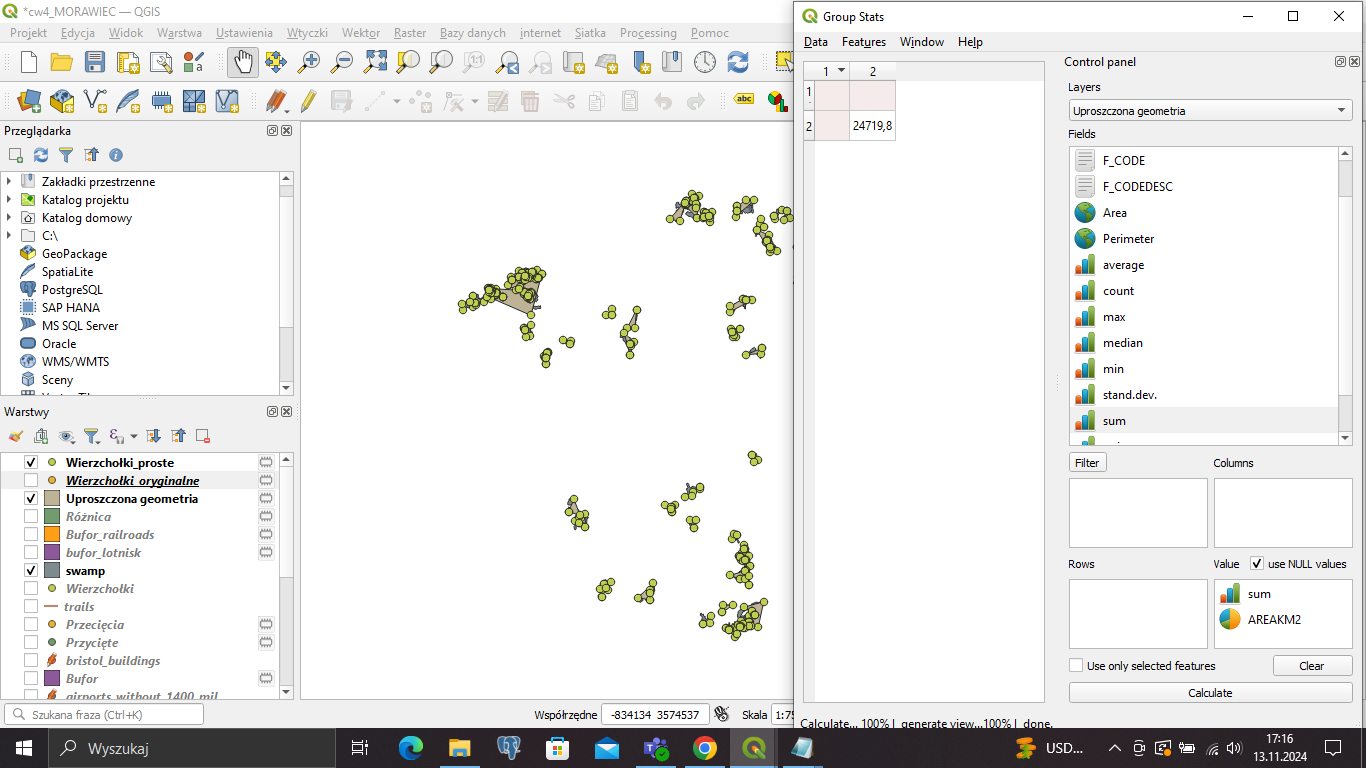 *cw4_MORAWIEC — QGIS
Projekt Edycja Widok Warstwa Ustawienia Wtyczki Wektor Raster Bazy danych internet Siatka Processing Pomoc
abc
Przeglądarka
Zakładki przestrzenne
Katalog projektu
Katalog domowy
C:\
GeoPackage
SpatiaLite
PostgreSQL
SAP HANA
MS SQL Server
Oracle
WMS/WMTS
Sceny
Warstwy
Wierzchołki_proste
Wierzchołki_oryginalne
Uproszczona geometria
Różnica
Bufor_railroads
bufor_lotnisk
swamp
Wierzchołki
trails
Przecięcia
Przycięte
bristol_buildings
Bufor
airports_without_1400_mil
Szukana fraza (Ctrl+K)
Współrzędne -834134 3574537 Skala 1:75
Group Stats
Data Features Window Help
1 2
1
2 24719,8
Control panel
Layers
Uproszczona geometria
Fields
F_CODE
F_CODEDESC
Area
Perimeter
average
count
max
median
min
stand.dev.
sum
Filter Columns
Rows Value use NULL values
sum
AREAKM2
Use only selected features Clear
Calculate
Calculate... 100% | generate view...100% | done.
Wyszukaj
USD...
17:16
13.11.2024